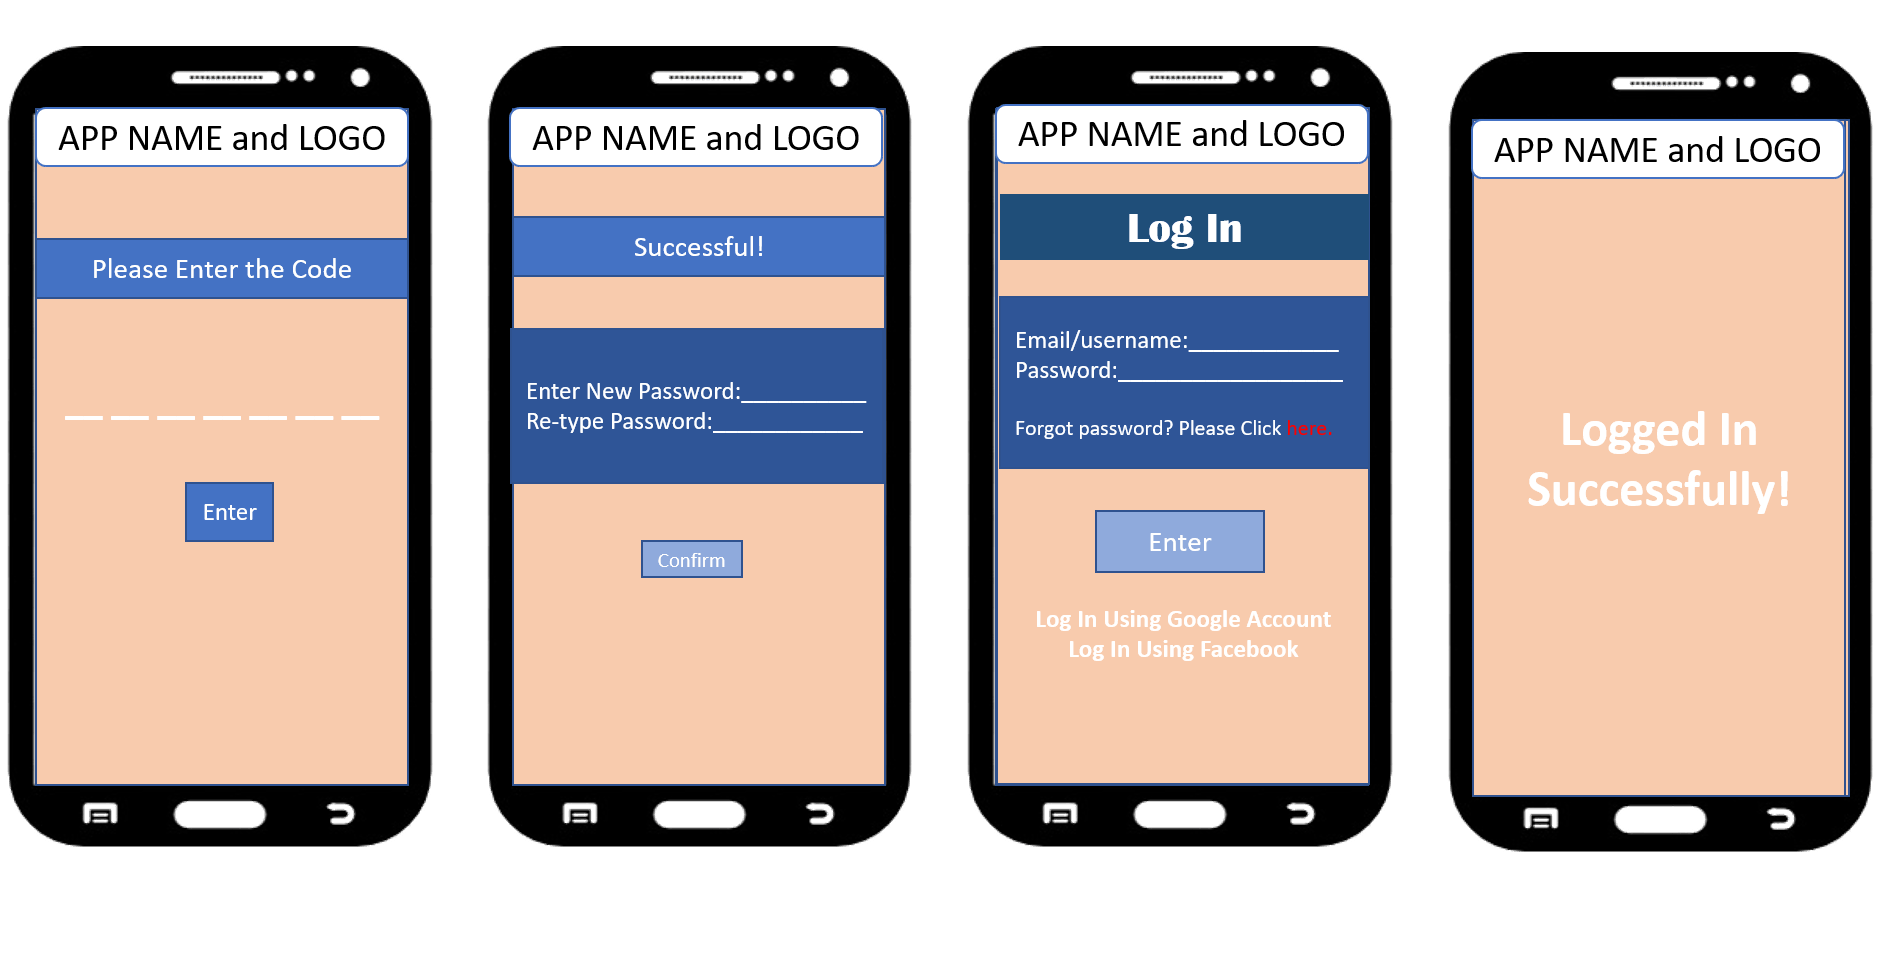 APP NAME and LOGO
Please Enter the Code
_ _ _ _ _ _ _
Enter
APP NAME and LOGO
Successful!
Enter New Password:__________
Re-type Password:____________
Confirm
APP NAME and LOGO
Log In
Email/username:____________
Password:__________________
Forgot password? Please Click here.
Enter
Log In Using Google Account
Log In Using Facebook
APP NAME and LOGO
Logged In
Successfully!